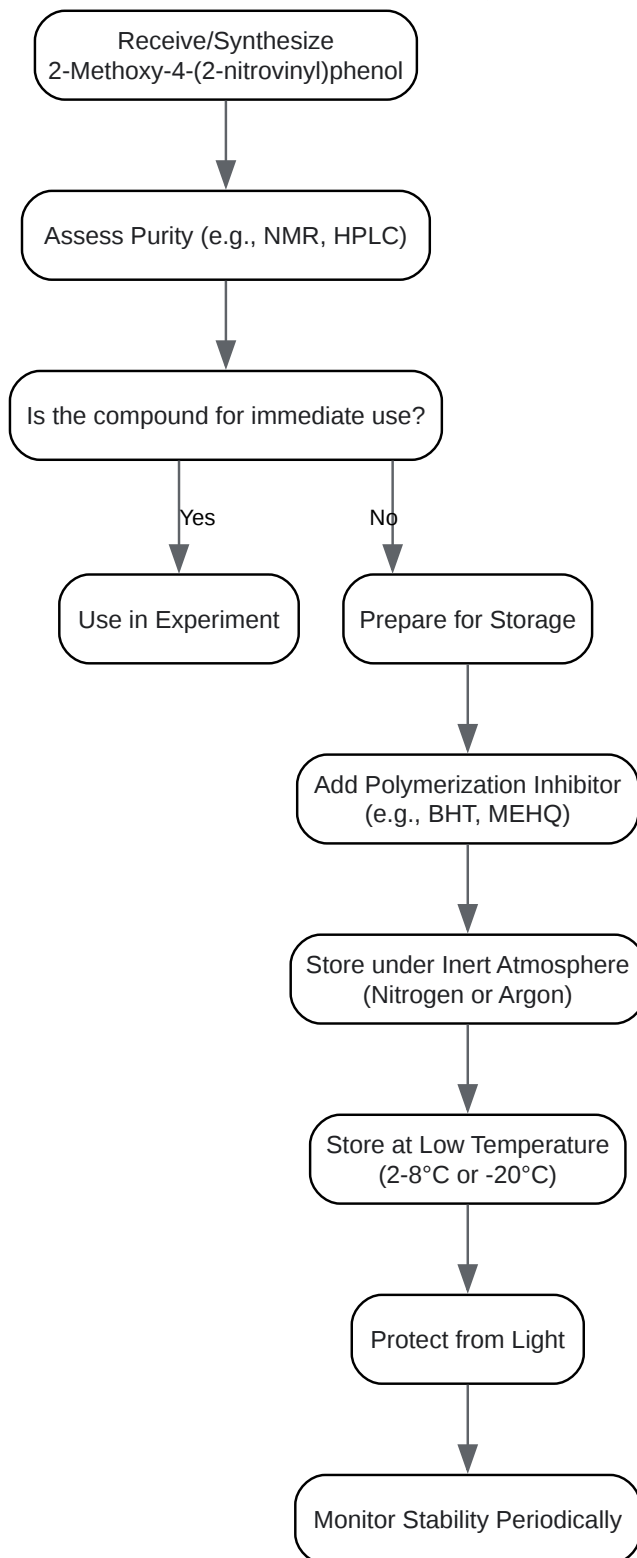 Receive/Synthesize
2-Methoxy-4-(2-nitrovinyl)phenol
Assess Purity (e.g., NMR, HPLC)
Is the compound for immediate use?
Yes
No
Use in Experiment
Prepare for Storage
Add Polymerization Inhibitor
(e.g., BHT, MEHQ)
Store under Inert Atmosphere
(Nitrogen or Argon)
Store at Low Temperature
(2-8°C or -20°C)
Protect from Light
Monitor Stability Periodically